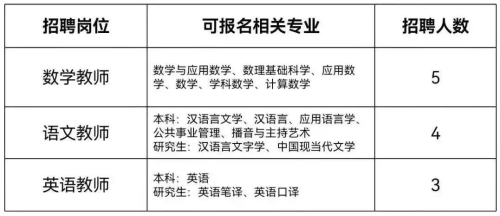 招聘岗位 可报名相关专业 招聘人数
数学教师 数学与应用数学、数理基础科学、应用数
学、数学、学科数学、计算数学 5
语文教师 本科：汉语言文学、汉语言、应用语言学、
公共事业管理、播音与主持艺术
研究生：汉语言文字学、中国现当代文学 4
英语教师 本科：英语
研究生：英语笔译、英语口译 3